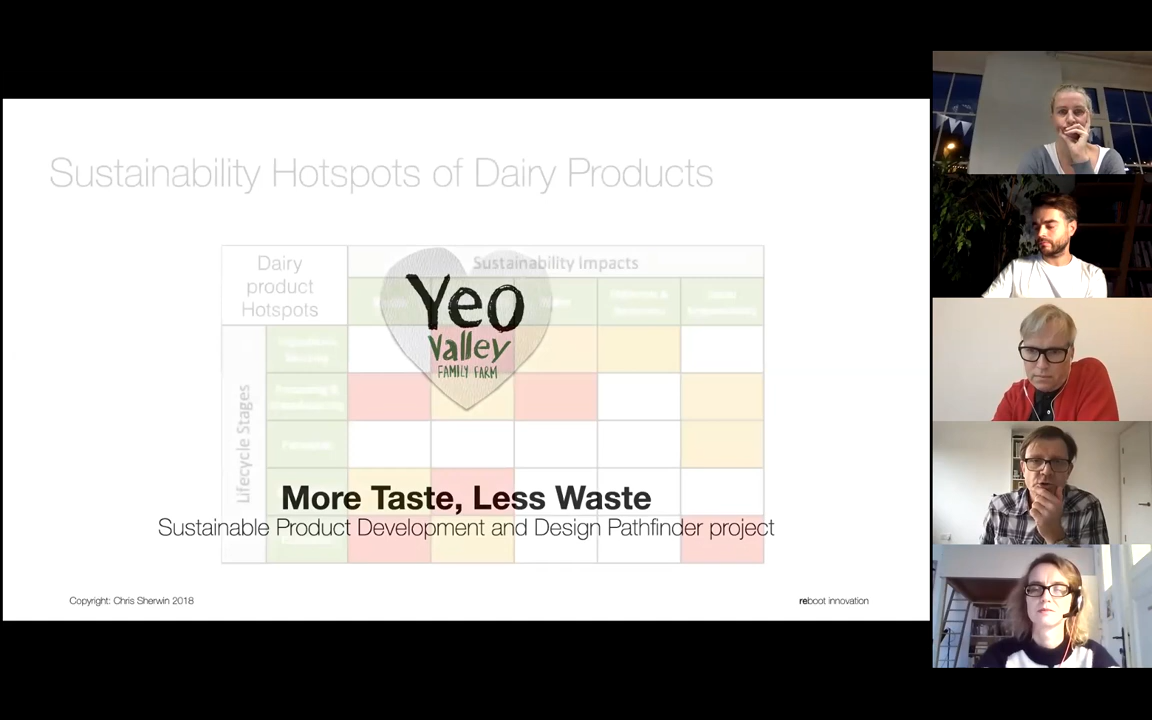 Sustainability Hotspots of Dairy Products
Dairy
product
Hotspots
Sustainability Impacts
Yeo
Valley
FAMILY FARM
Lifecycle Stages
More Taste, Less Waste
Sustainable Product Development and Design Pathfinder project
Copyright: Chris Sherwin 2018
reboot innovation